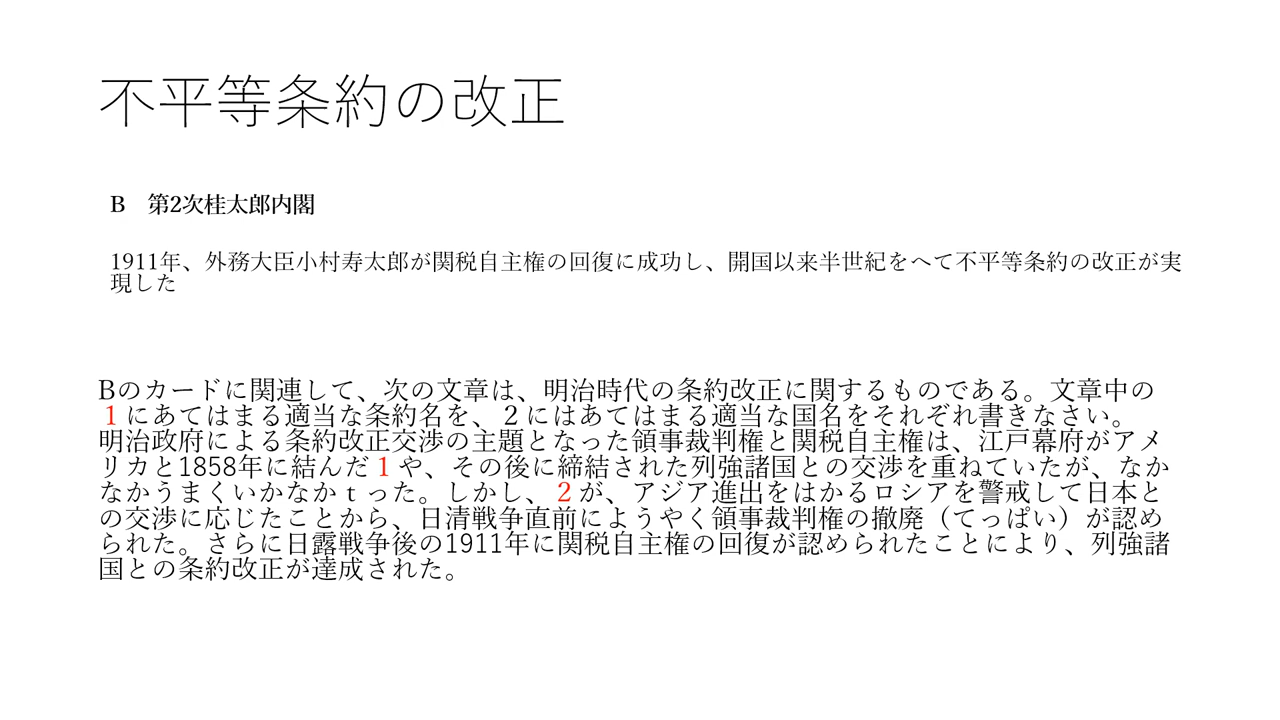 不平等条約の改正
B　第2次桂太郎内閣
1911年、外務大臣小村寿太郎が関税自主権の回復に成功し、開国以来半世紀をへて不平等条約の改正が実
現した
Bのカードに関連して、次の文章は、明治時代の条約改正に関するものである。文章中の
１にあてはまる適当な条約名を、２にはあてはまる適当な国名をそれぞれ書きなさい。
明治政府による条約改正交渉の主題となった領事裁判権と関税自主権は、江戸幕府がアメ
リカと1858年に結んだ１や、その後に締結された列強諸国との交渉を重ねていたが、なか
なかうまくいかなかｔった。しかし、２が、アジア進出をはかるロシアを警戒して日本と
の交渉に応じたことから、日清戦争直前にようやく領事裁判権の撤廃（てっぱい）が認め
られた。さらに日露戦争後の1911年に関税自主権の回復が認められたことにより、列強諸
国との条約改正が達成された。